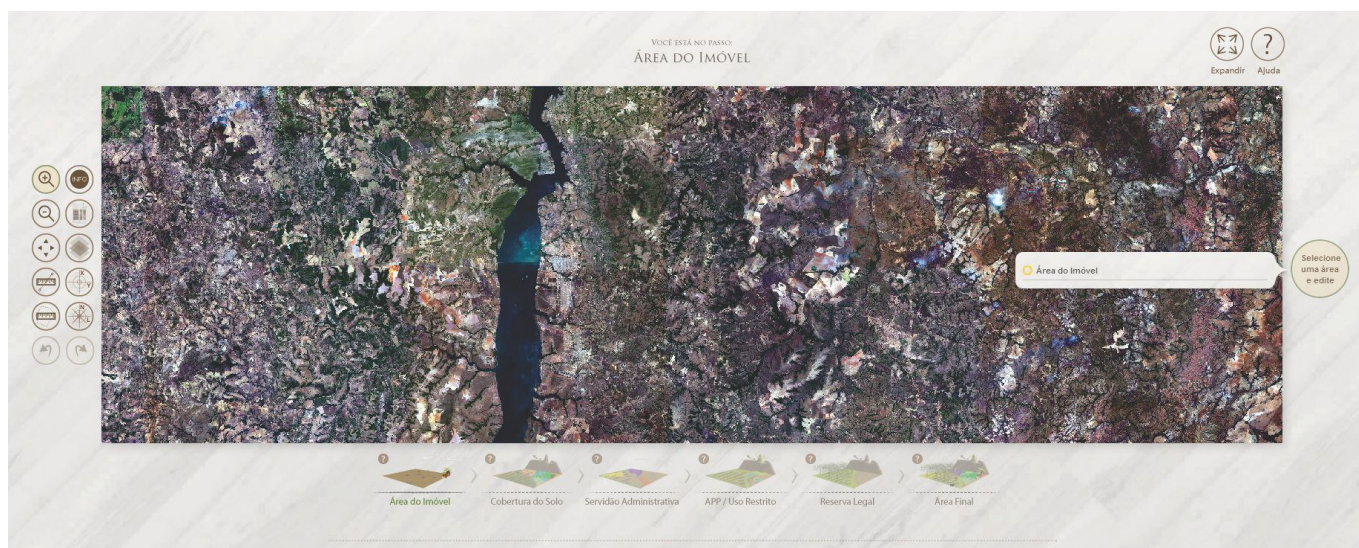 Você está no passo:
Área do Imóvel
Expandir
Ajuda
INFO
Área do Imóvel
Selecione
uma área
e edite
Área do Imóvel
Cobertura do Solo
Servidão Administrativa
APP / Uso Restrito
Reserva Legal
Área Final